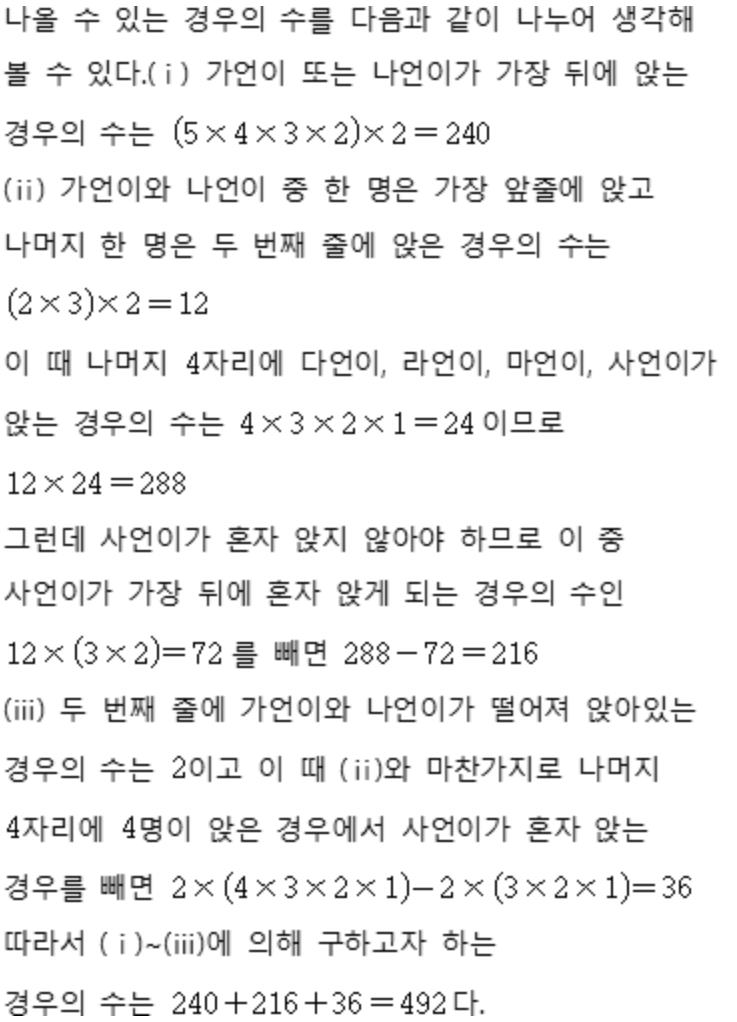 나올 수 있는 경우의 수를 다음과 같이 나누어 생각해
볼 수 있다.(ⅰ) 가언이 또는 나언이가 가장 뒤에 앉는
경우의 수는 (5×4×3×2)×2=240
(ⅱ) 가언이와 나언이 중 한 명은 가장 앞줄에 앉고
나머지 한 명은 두 번째 줄에 앉은 경우의 수는
(2×3)×2=12
이 때 나머지 4자리에 다언이, 라언이, 마언이, 사언이가
앉는 경우의 수는 4×3×2×1=24 이므로
12×24=288
그런데 사언이가 혼자 앉지 않아야 하므로 이 중
사언이가 가장 뒤에 혼자 앉게 되는 경우의 수인
12×(3×2)=72 를 빼면 288-72=216
(ⅲ) 두 번째 줄에 가언이와 나언이가 떨어져 앉아있는
경우의 수는 2이고 이 때 (ⅱ)와 마찬가지로 나머지
4자리에 4명이 앉은 경우에서 사언이가 혼자 앉는
경우를 빼면 2×(4×3×2×1)-2×(3×2×1)=36
따라서 (ⅰ)~(ⅲ)에 의해 구하고자 하는
경우의 수는 240+216+36=492다.